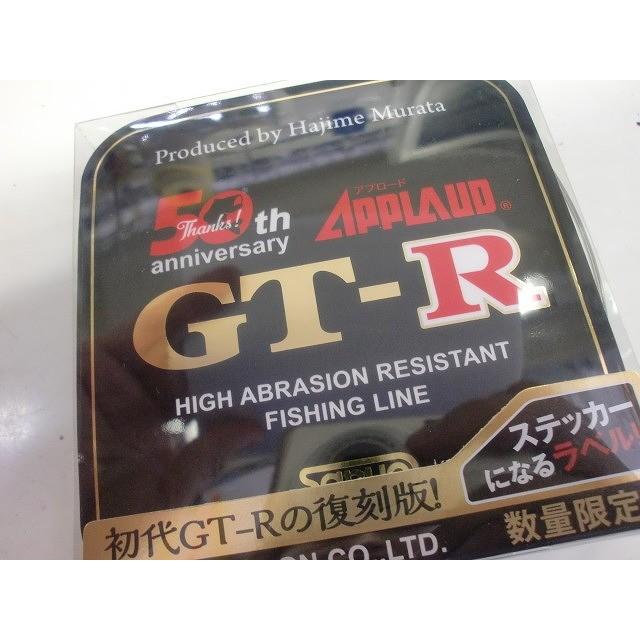 Produced by Hajime Murata
50th
Thanks!
anniversary
アプロード
APPLAUD®
GT-R
HIGH ABRASION RESISTANT
FISHING LINE
ステッカー
になるラベル!
初代GT-Rの復刻版!
数量限定
CO.,LTD.